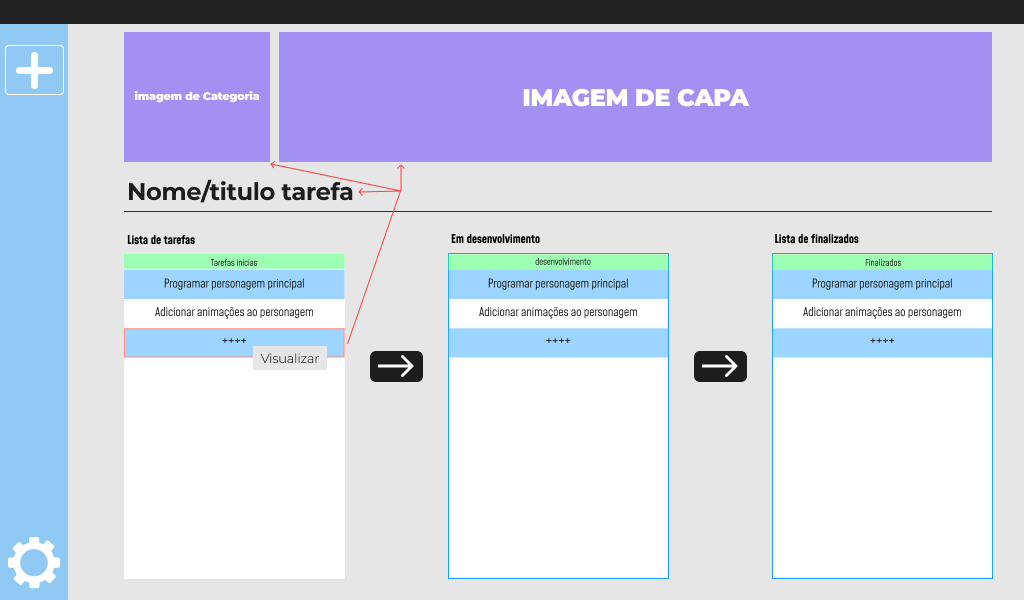 imagem de Categoria
IMAGEM DE CAPA
Nome/titulo tarefa
Lista de tarefas
Tarefas inicias
Programar personagem principal
Adicionar animações ao personagem
++++
Visualizar
Em desenvolvimento
desenvolvimento
Programar personagem principal
Adicionar animações ao personagem
++++
Lista de finalizados
Finalizados
Programar personagem principal
Adicionar animações ao personagem
++++